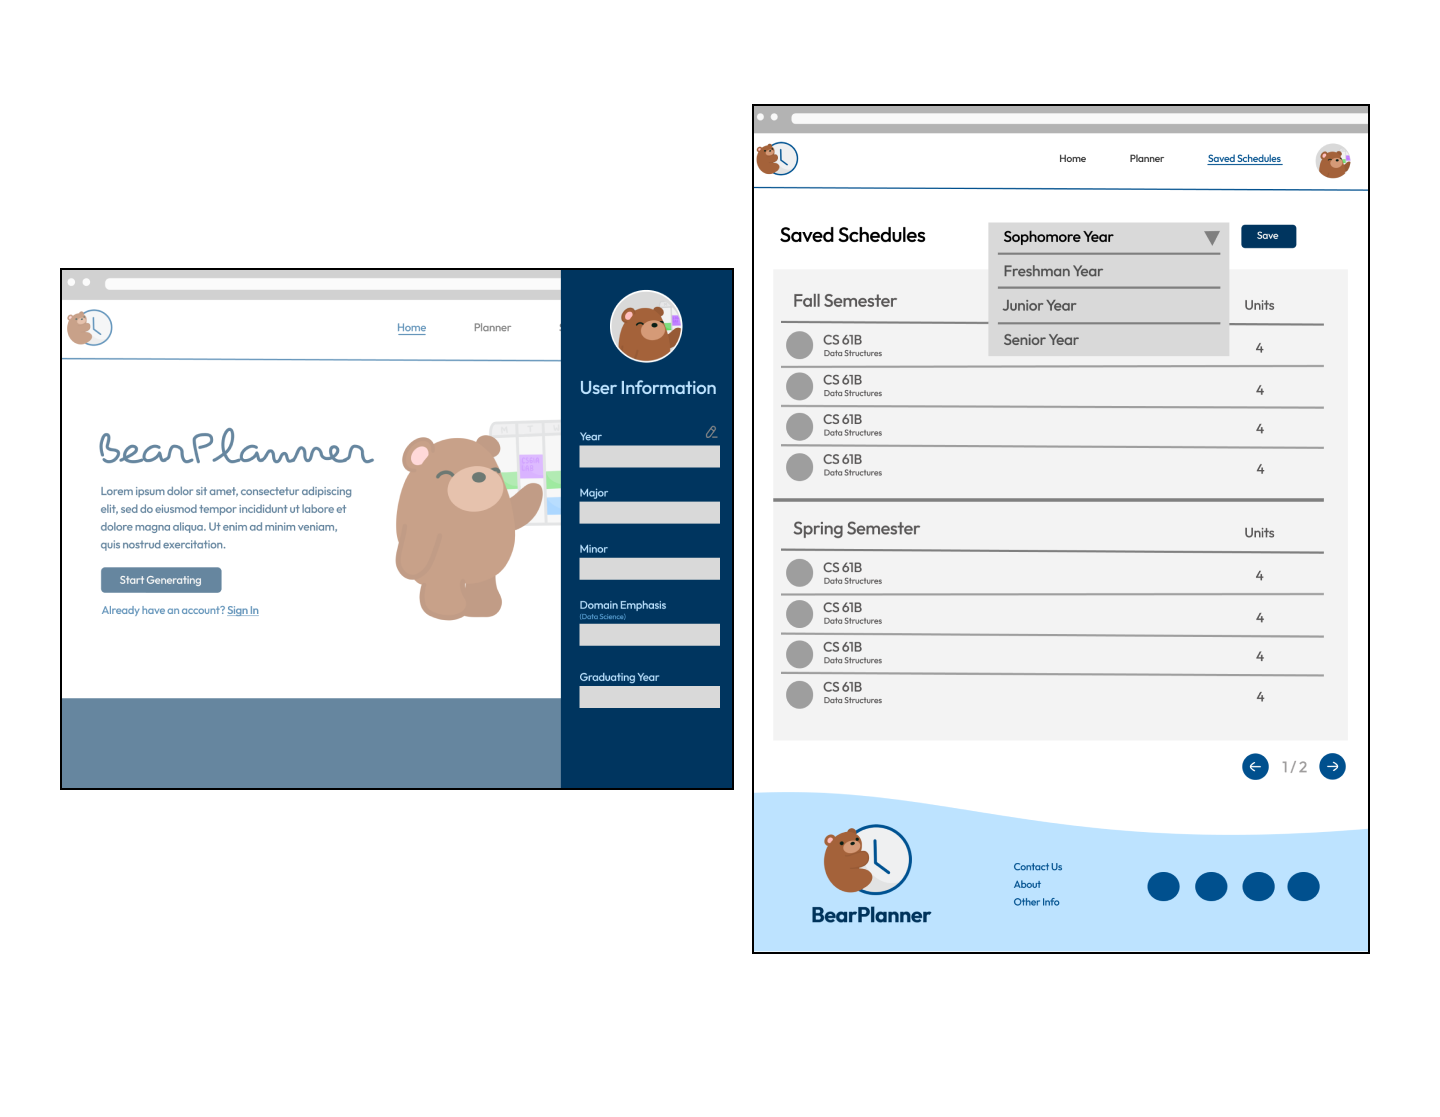 Home
Planner
BearPlanner
Lorem ipsum dolor sit amet, consectetur adipiscing
elit, sed do eiusmod tempor incididunt ut labore et
dolore magna aliqua. Ut enim ad minim veniam,
quis nostrud exercitation.
Start Generating
Already have an account? Sign In
M T W
User Information
Year
Major
Minor
Domain Emphasis
(Data Science)
Graduating Year
Home Planner Saved Schedules
Saved Schedules
Sophomore Year
Save
Freshman Year
Junior Year
Senior Year
Fall Semester Units
CS 61B 4
Data Structures
CS 61B 4
Data Structures
CS 61B 4
Data Structures
CS 61B 4
Data Structures
Spring Semester Units
CS 61B 4
Data Structures
CS 61B 4
Data Structures
CS 61B 4
Data Structures
CS 61B 4
Data Structures
1 / 2
BearPlanner
Contact Us
About
Other Info